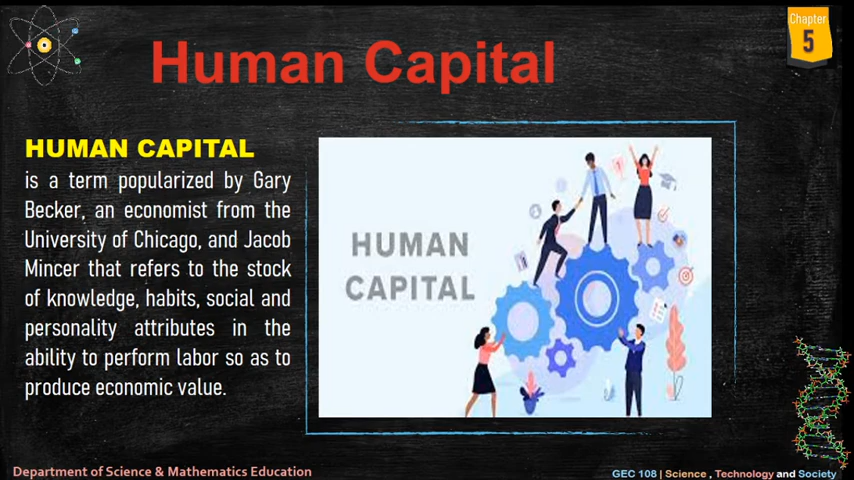 Chapter
5
Human Capital
HUMAN CAPITAL
is a term popularized by Gary
Becker, an economist from the
University of Chicago, and Jacob
Mincer that refers to the stock
of knowledge, habits, social and
personality attributes in the
ability to perform labor so as to
produce economic value.
HUMAN
CAPITAL
Department of Science & Mathematics Education
GEC 108 | Science , Technology and Society